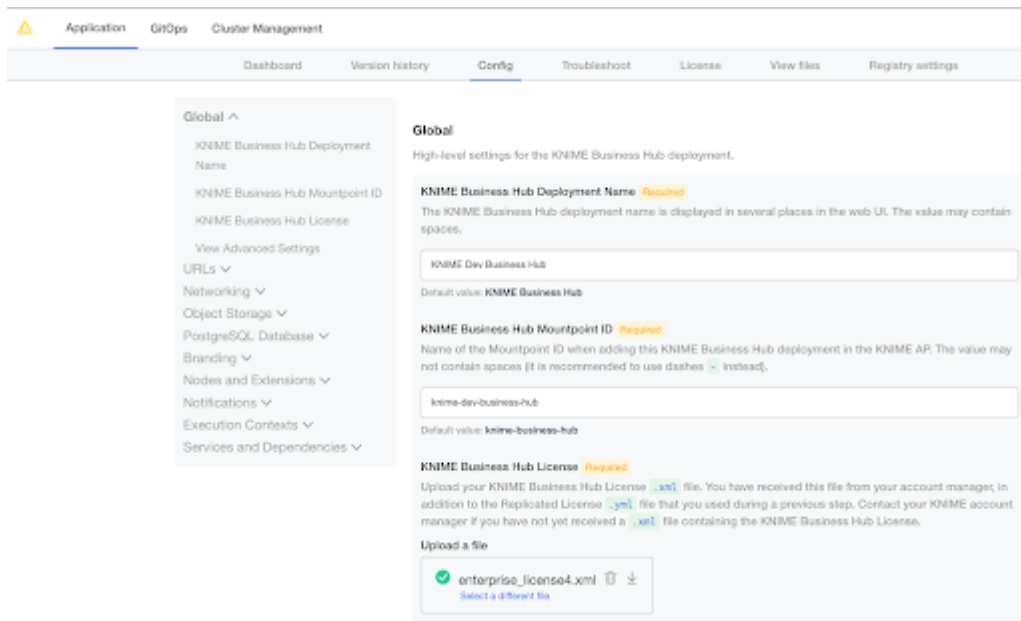 Application GitOps Cluster Management
Dashboard Version history Config Troubleshoot License View files Registry settings
Global
KNIME Business Hub Deployment
Name
KNIME Business Hub Mountpoint ID
KNIME Business Hub License
View Advanced Settings
URLs
Networking
Object Storage
PostgreSQL Database
Branding
Nodes and Extensions
Notifications
Execution Contexts
Services and Dependencies
Global
High-level settings for the KNIME Business Hub deployment.
KNIME Business Hub Deployment Name Required
The KNIME Business Hub deployment name is displayed in several places in the web UI. The value may contain
spaces.
KNIME Dev Business Hub
Default value: KNIME Business Hub
KNIME Business Hub Mountpoint ID Required
Name of the Mountpoint ID when adding this KNIME Business Hub deployment in the KNIME AP. The value may
not contain spaces (it is recommended to use dashes - instead).
knime-dev-business-hub
Default value: knime-business-hub
KNIME Business Hub License Required
Upload your KNIME Business Hub License .xml file. You have received this file from your account manager, in
addition to the Replicated License .yml file that you used during a previous step. Contact your KNIME account
manager if you have not yet received a .xml file containing the KNIME Business Hub License.
Upload a file
enterprise_license4.xml
Select a different file